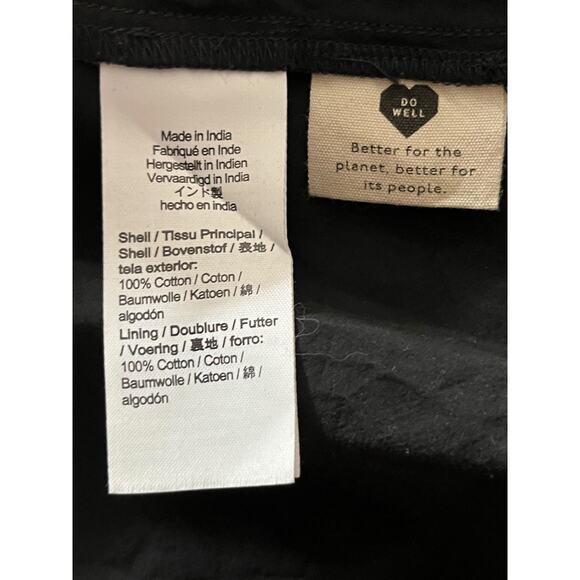 Made in India
Fabriqué en Inde
Hergestellt in Indien
Vervaardigd in India
インド製
hecho en india
Shell / Tissu Principal /
Shell / Bovenstof / 表地 /
tela exterior:
100% Cotton / Coton /
Baumwolle / Katoen / 綿 /
algodón
Lining / Doublure / Futter
/ Voering / 裏地 / forro:
100% Cotton / Coton /
Baumwolle / Katoen / 綿 /
algodón
DO
WELL
Better for the
planet, better for
its people.